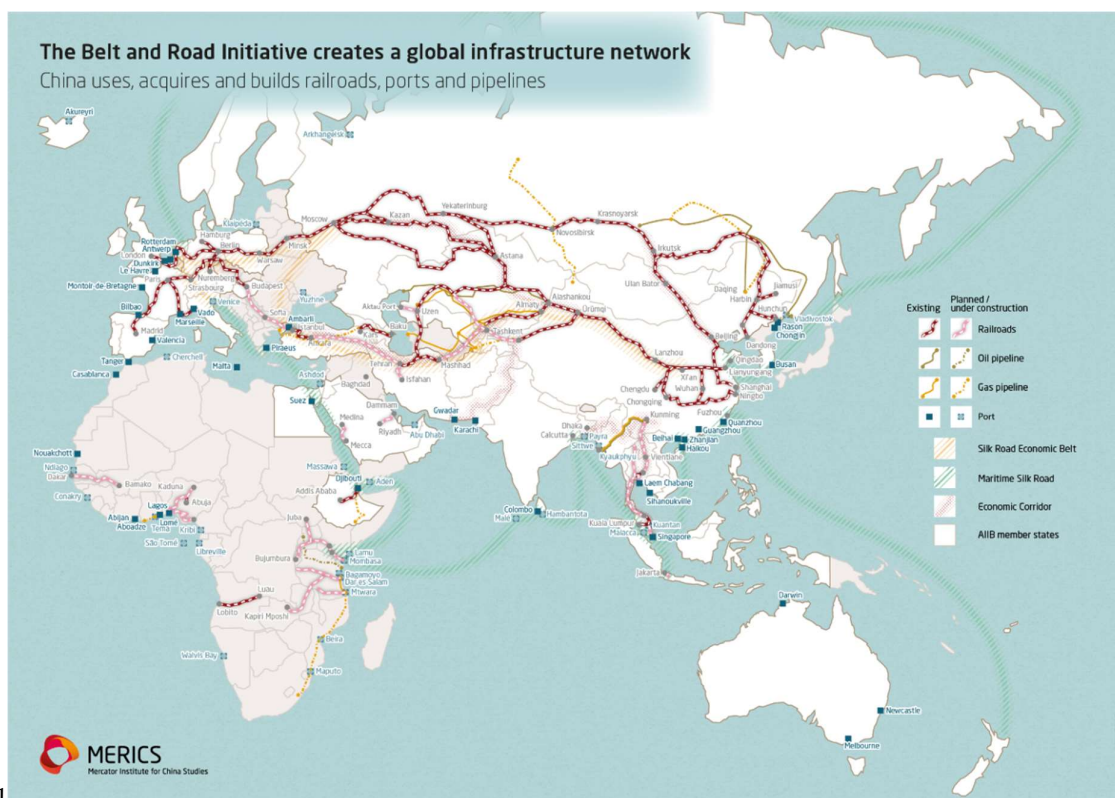 The Belt and Road Initiative creates a global infrastructure network
China uses, acquires and builds railroads, ports and pipelines
Akureyri
Arkhangelsk
Klaipėda
Moscow
Kazan
Yekaterinburg
Novosibirsk
Krasnoyarsk
Irkutsk
Ulan Bator
Daqing
Harbin
Jiamusi
Hunchun
Vladivostok
Rason
Chongjin
Dandong
Busan
Beijing
Qingdao
Lianyungang
Shanghai
Ningbo
Lanzhou
Xi'an
Wuhan
Chengdu
Chongqing
Fuzhou
Quanzhou
Guangzhou
Zhanjian
Haikou
Beihai
Kunming
Hamburg
Berlin
Rotterdam
Antwerp
London
Dunkirk
Le Havre
Paris
Montoir-de-Bretagne
Strasbourg
Nuremberg
Warsaw
Minsk
Budapest
Bilbao
Madrid
Valencia
Marseille
Vado
Venice
Sofia
Yuzhne
Ambarli
Istanbul
Ankara
Piraeus
Malta
Cherchell
Tanger
Casablanca
Kars
Baku
Aktau Port
Uzen
Astana
Almaty
Alashankou
Ürümqi
Tashkent
Tehran
Mashhad
Isfahan
Baghdad
Ashdod
Suez
Medina
Mecca
Dammam
Riyadh
Abu Dhabi
Gwadar
Karachi
Massawa
Djibouti
Aden
Addis Ababa
Nouakchott
Ndiago
Dakar
Bamako
Conakry
Kaduna
Abuja
Lagos
Lomé
Tema
Abijan
Aboadze
Kribi
São Tomé
Libreville
Juba
Bujumbura
Lamu
Mombasa
Bagamoyo
Dar es Salam
Mtwara
Luau
Lobito
Kapiri Mposhi
Walvis Bay
Beira
Maputo
Colombo
Hambantota
Malé
Dhaka
Calcutta
Payra
Sittwe
Kyaukphyu
Vientiane
Laem Chabang
Sihanoukville
Kuala Lumpur
Kuantan
Malacca
Singapore
Jakarta
Darwin
Newcastle
Melbourne
Existing
Planned /
under construction
Railroads
Oil pipeline
Gas pipeline
Port
Silk Road Economic Belt
Maritime Silk Road
Economic Corridor
AIIB member states
MERICS
Mercator Institute for China Studies